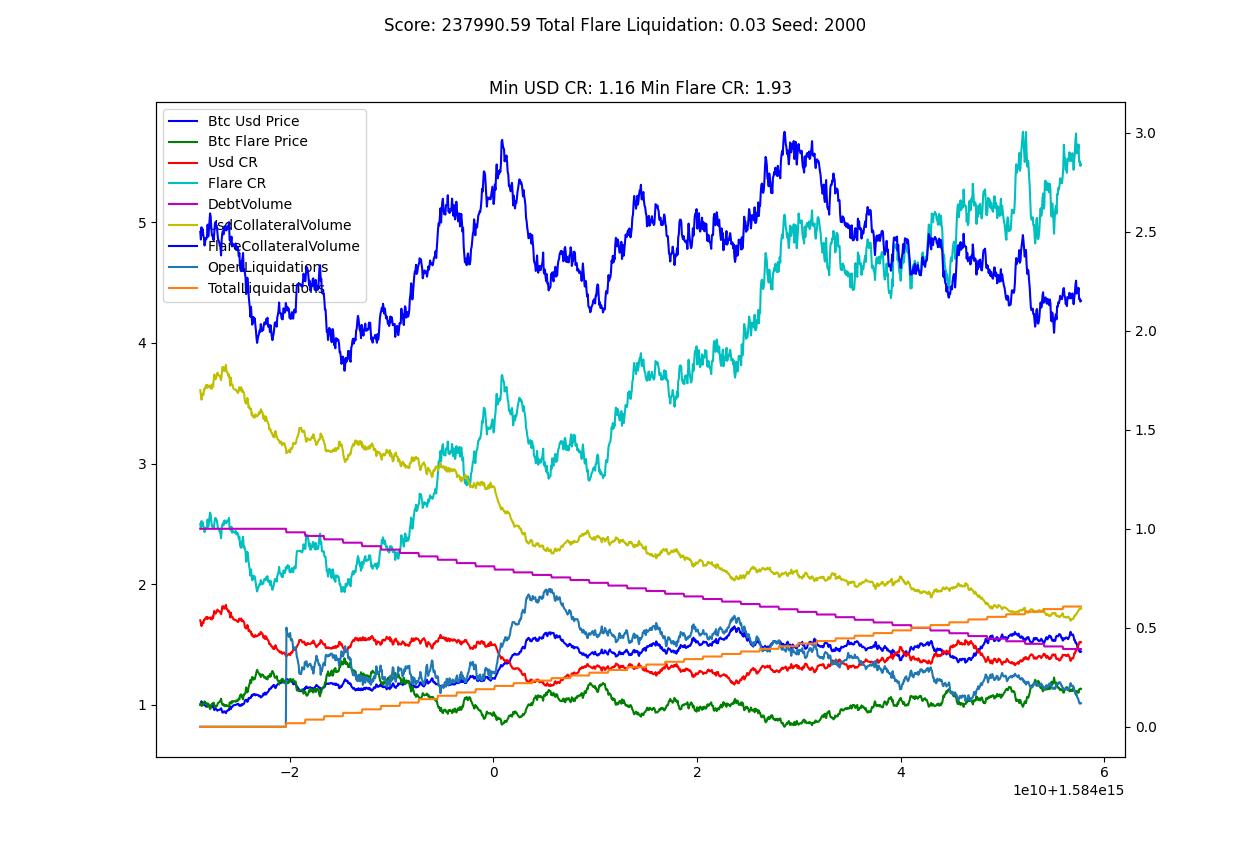 Score: 237990.59 Total Flare Liquidation: 0.03 Seed: 2000
Min USD CR: 1.16 Min Flare CR: 1.93
Btc Usd Price
Btc Flare Price
Usd CR
Flare CR
DebtVolume
UsdCollateralVolume
FlareCollateralVolume
OpenLiquidations
TotalLiquidations
5
4
3
2
1
3.0
2.5
2.0
1.5
1.0
0.5
0.0
−2 0 2 4 6
1e10+1.584e15